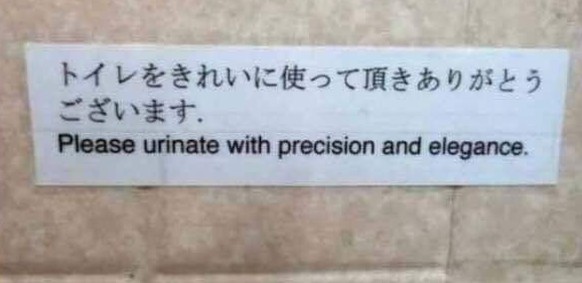 トイレをきれいに使って頂きありがとう
ございます.
Please urinate with precision and elegance.